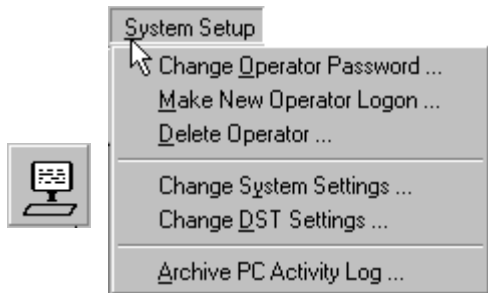 System Setup
Change Operator Password ...
Make New Operator Logon ...
Delete Operator ...
Change System Settings ...
Change DST Settings ...
Archive PC Activity Log ...